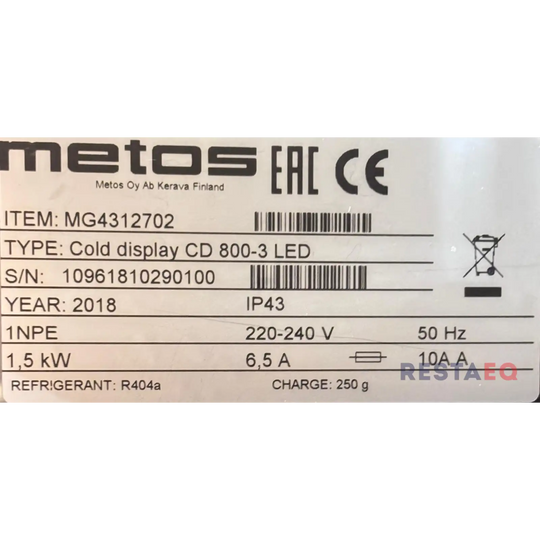 metos EAC CE
Metos Oy Ab Kerava Finland
ITEM: MG4312702
TYPE: Cold display CD 800-3 LED
S/N: 10961810290100
YEAR: 2018 IP43
1NPE 220-240 V 50 Hz
1,5 kW 6,5 A 10A A
RESTAEQ
REFRIGERANT: R404a CHARGE: 250 g